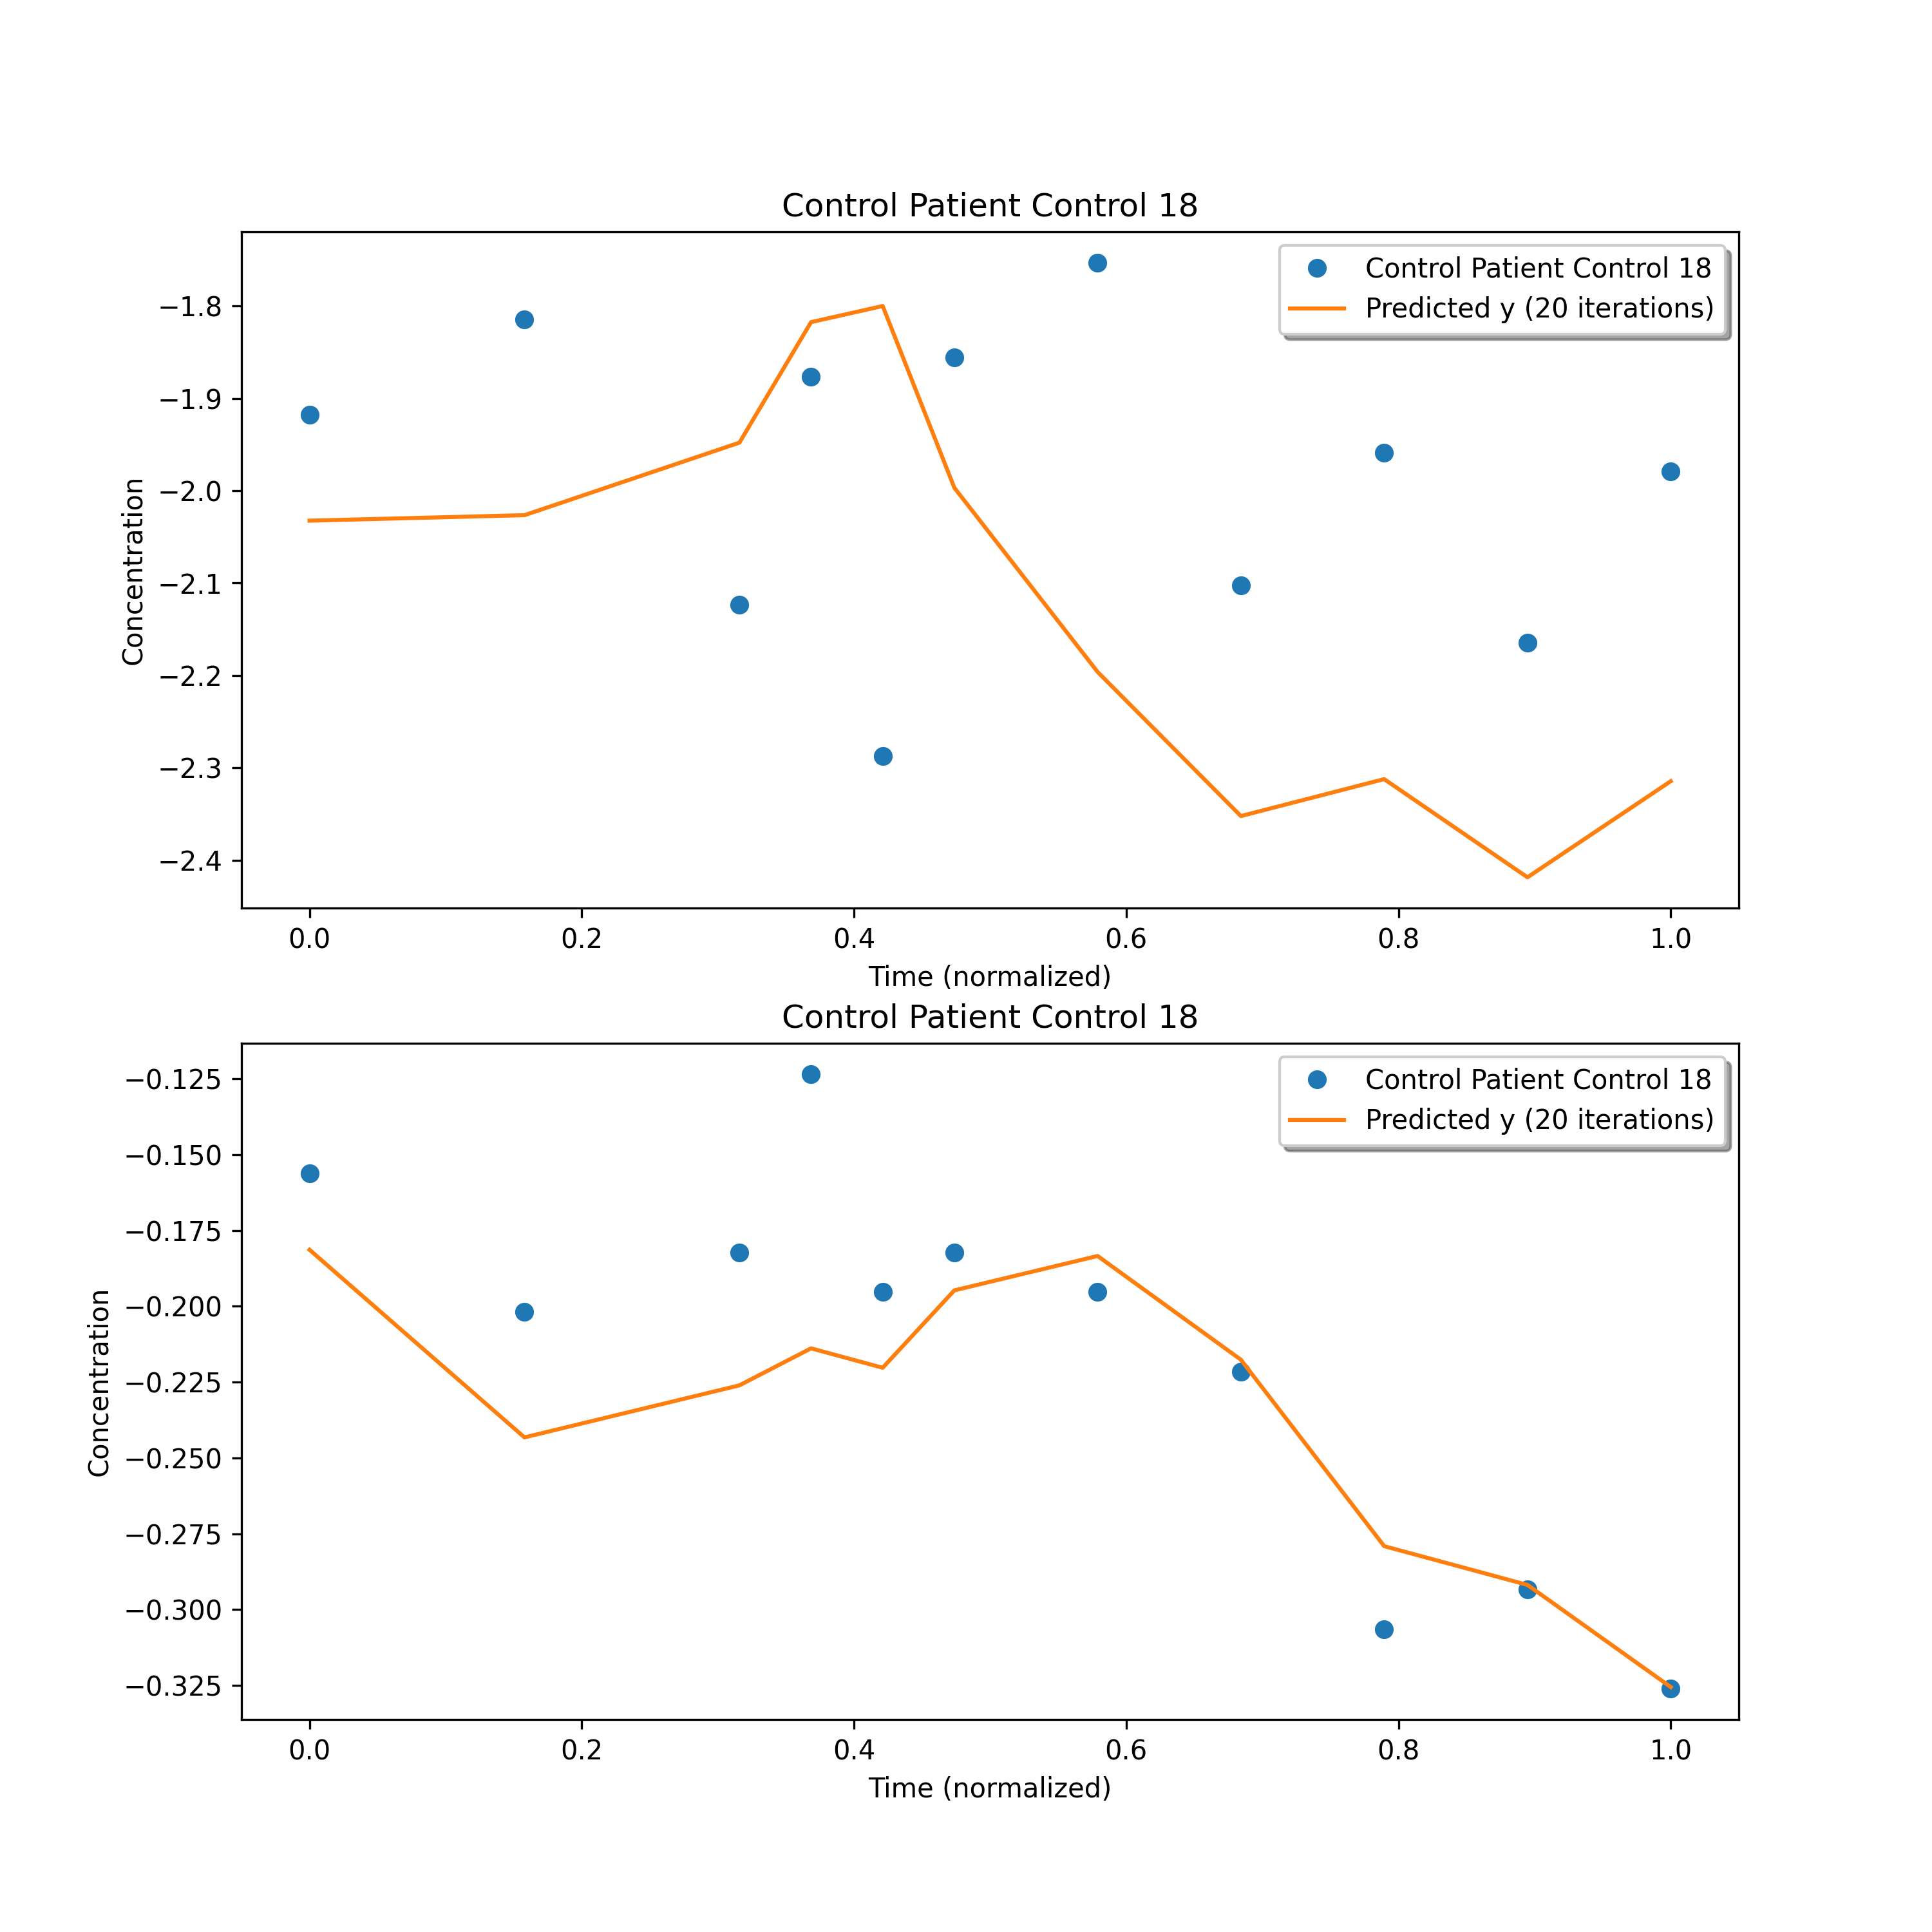 Control Patient Control 18
Control Patient Control 18
Predicted y (20 iterations)
−1.8
−1.9
−2.0
−2.1
−2.2
−2.3
−2.4
Concentration
0.0 0.2 0.4 0.6 0.8 1.0
Time (normalized)
Control Patient Control 18
Control Patient Control 18
Predicted y (20 iterations)
−0.125
−0.150
−0.175
−0.200
−0.225
−0.250
−0.275
−0.300
−0.325
Concentration
0.0 0.2 0.4 0.6 0.8 1.0
Time (normalized)